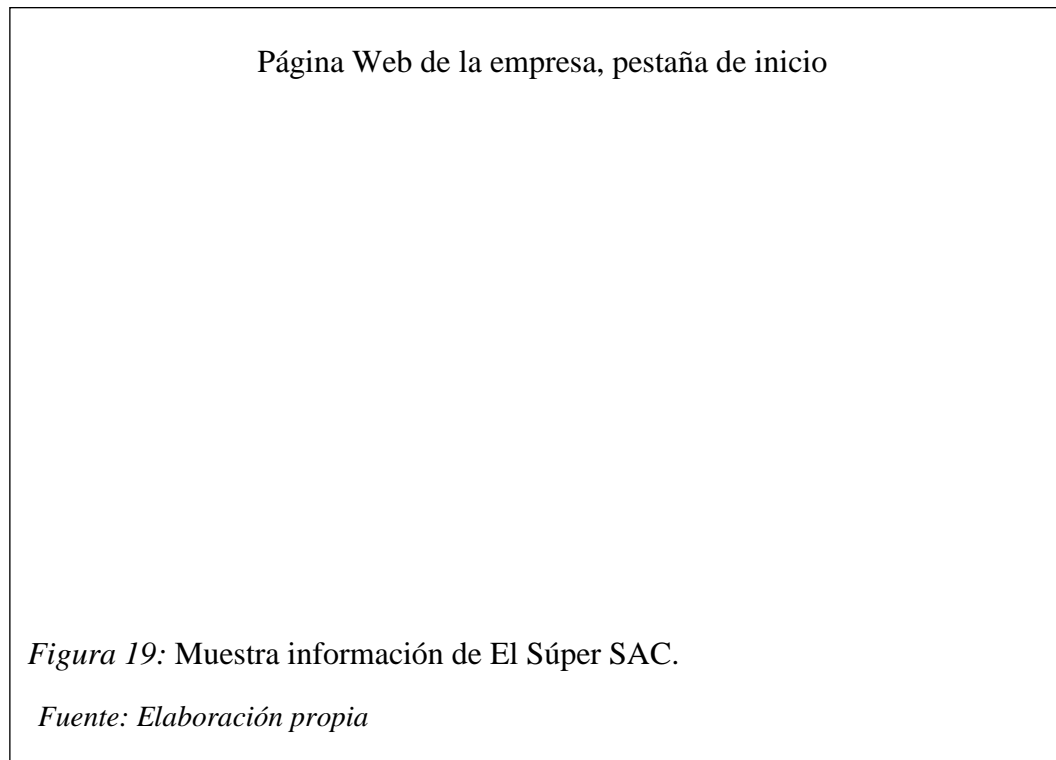 Página Web de la empresa, pestaña de inicio
Figura 19: Muestra información de El Súper SAC.
Fuente: Elaboración propia